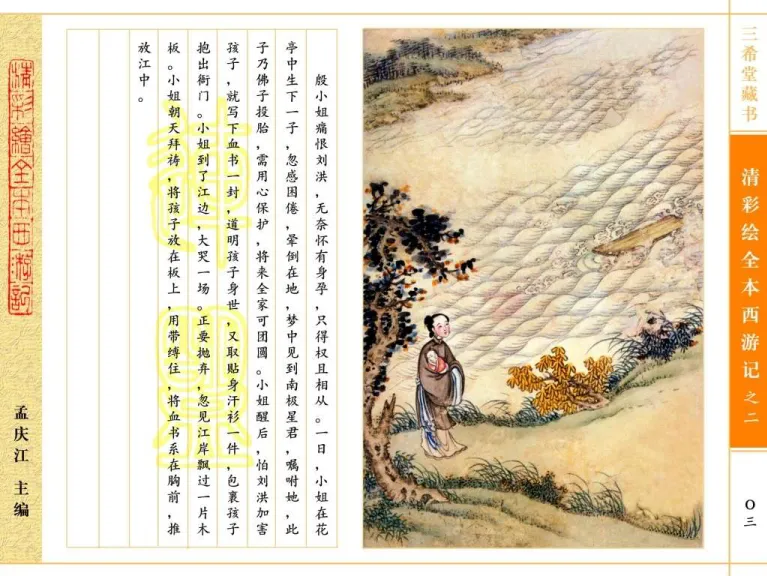 三希堂藏书
清彩绘全本西游记之二
〇三
殷小姐痛恨刘洪，无奈怀有身孕，只得权且相从。一日，小姐在花
亭中生下一子，忽感困倦，晕倒在地，梦中见到南极星君，嘱咐她，此
子乃佛子投胎，需用心保护，将来全家可团圆。小姐醒后，怕刘洪加害
孩子，就写下血书一封，道明孩子身世，又取贴身汗衫一件，包裹孩子
抱出衙门。小姐到了江边，大哭一场。正要抛弃，忽见江岸飘过一片木
板。小姐朝天拜祷，将孩子放在板上，用带缚住，将血书系在胸前，推
放江中。
清彩绘全本西游记
孟庆江 主编